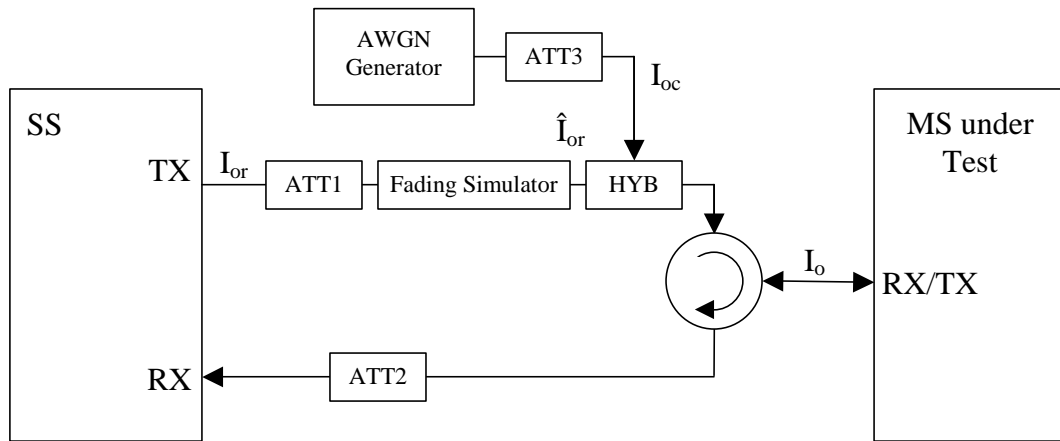 AWGN
Generator
ATT3
I_oc
SS
MS under
Test
Î_or
TX
I_or
ATT1
Fading Simulator
HYB
I_o
RX/TX
RX
ATT2